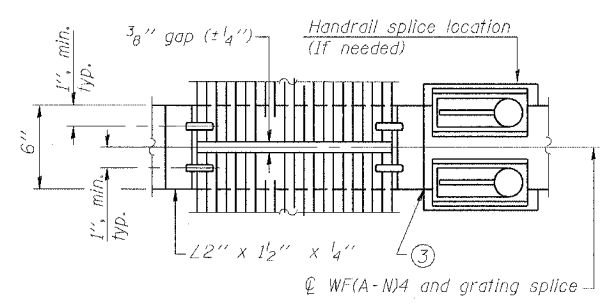 3/8" gap (±1/4")
Handrail splice location
(If needed)
1", min.
typ.
6"
1", min.
typ.
∠2" x 1 1/2" x 1/4"
3
℄ WF(A-N)4 and grating splice